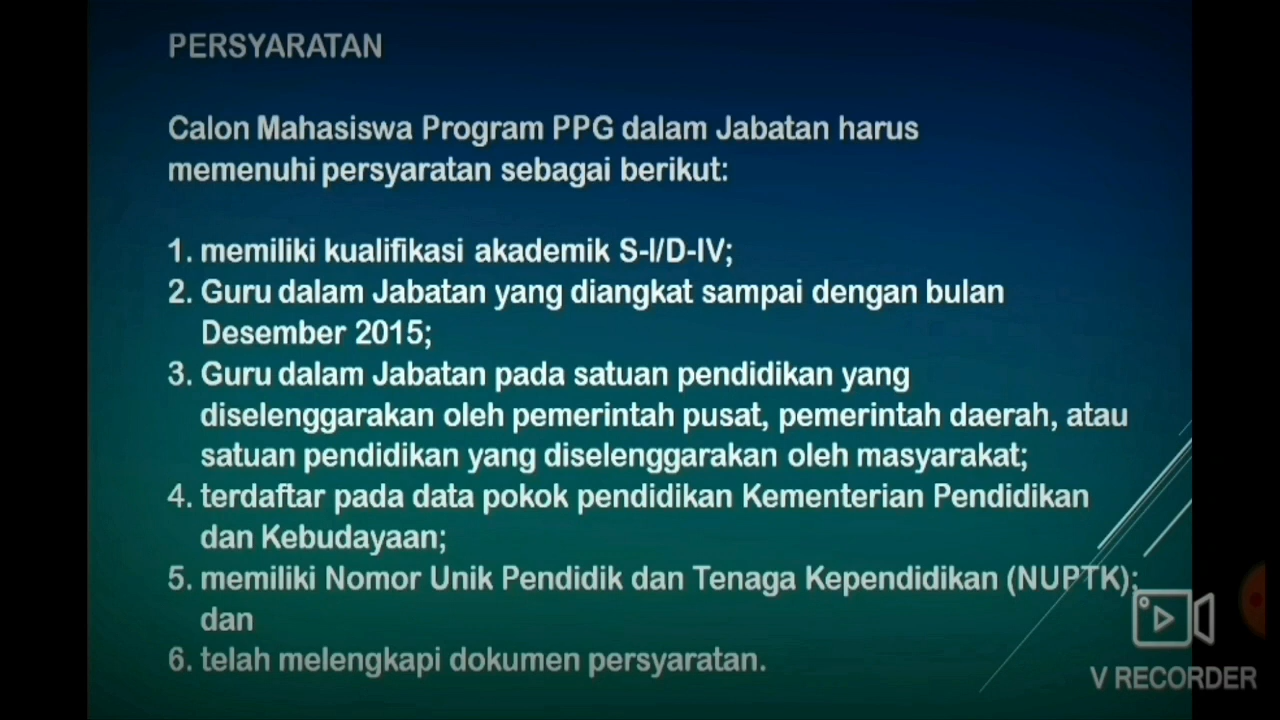 PERSYARATAN
Calon Mahasiswa Program PPG dalam Jabatan harus
memenuhi persyaratan sebagai berikut:
1. memiliki kualifikasi akademik S-I/D-IV;
2. Guru dalam Jabatan yang diangkat sampai dengan bulan
Desember 2015;
3. Guru dalam Jabatan pada satuan pendidikan yang
diselenggarakan oleh pemerintah pusat, pemerintah daerah, atau
satuan pendidikan yang diselenggarakan oleh masyarakat;
4. terdaftar pada data pokok pendidikan Kementerian Pendidikan
dan Kebudayaan;
5. memiliki Nomor Unik Pendidik dan Tenaga Kependidikan (NUPTK);
dan
6. telah melengkapi dokumen persyaratan.
V RECORDER